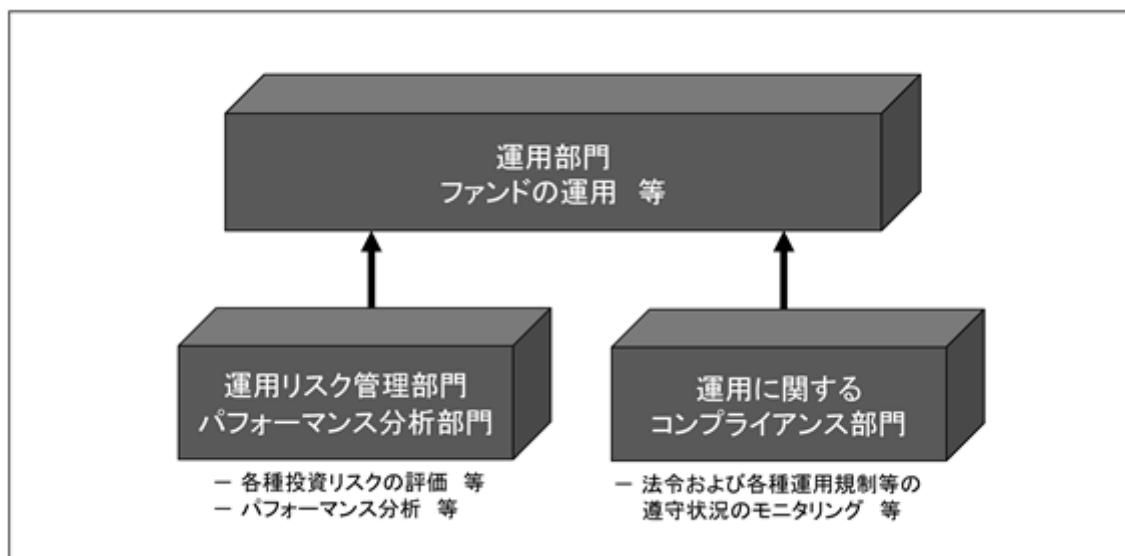 運用部門
ファンドの運用 等
運用リスク管理部門
パフォーマンス分析部門
運用に関する
コンプライアンス部門
－ 各種投資リスクの評価 等
－ パフォーマンス分析 等
－ 法令および各種運用規制等の
遵守状況のモニタリング 等